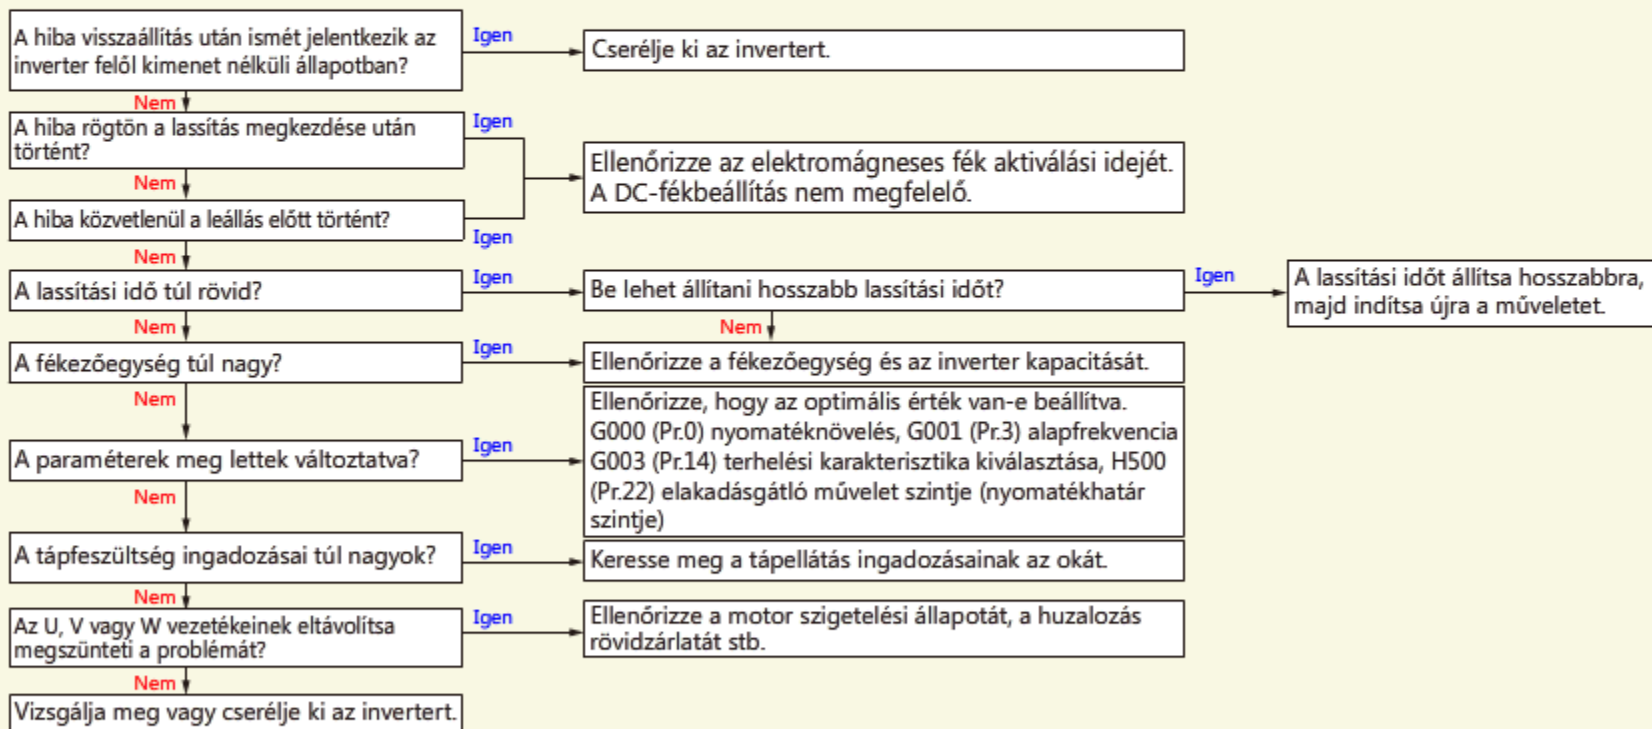 A hiba visszaállítás után ismét jelentkezik az
inverter felől kimenet nélküli állapotban?
Igen
Cserélje ki az invertert.
Nem
A hiba rögtön a lassítás megkezdése után
történt?
Igen
Ellenőrizze az elektromágneses fék aktiválási idejét.
A DC-fékbeállítás nem megfelelő.
Nem
A hiba közvetlenül a leállás előtt történt?
Igen
Nem
A lassítási idő túl rövid?
Igen
Be lehet állítani hosszabb lassítási időt?
Igen
A lassítási időt állítsa hosszabbra,
majd indítsa újra a műveletet.
Nem
Nem
A fékezőegység túl nagy?
Igen
Ellenőrizze a fékezőegység és az inverter kapacitását.
Nem
A paraméterek meg lettek változtatva?
Igen
Ellenőrizze, hogy az optimális érték van-e beállítva.
G000 (Pr.0) nyomatéknövelés, G001 (Pr.3) alapfrekvencia
G003 (Pr.14) terhelési karakterisztika kiválasztása, H500
(Pr.22) elakadásgátló művelet szintje (nyomatékhatár
szintje)
Nem
A tápfeszültség ingadozásai túl nagyok?
Igen
Keresse meg a tápellátás ingadozásainak az okát.
Nem
Az U, V vagy W vezetékeinek eltávolítsa
megszünteti a problémát?
Igen
Ellenőrizze a motor szigetelési állapotát, a huzalozás
rövidzárlatát stb.
Nem
Vizsgálja meg vagy cserélje ki az invertert.